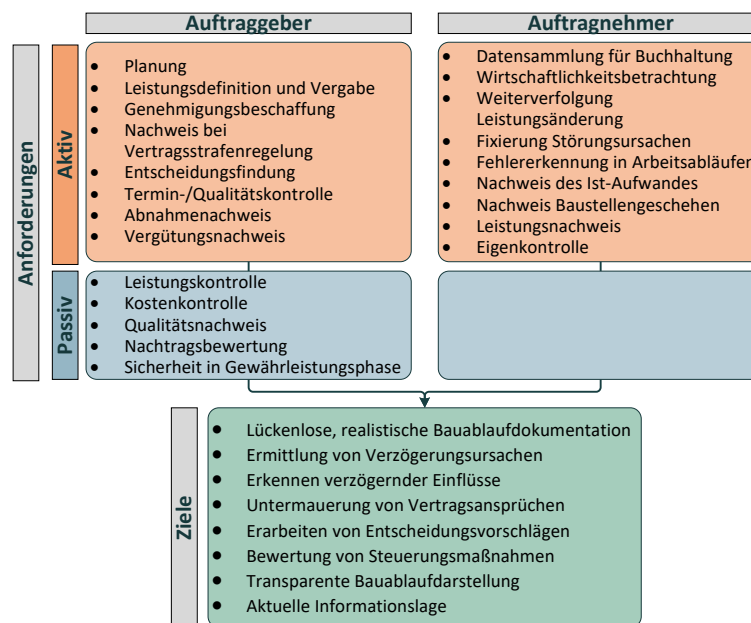 Auftraggeber
Auftragnehmer
Anforderungen
Aktiv
• Planung
• Leistungsdefinition und Vergabe
• Genehmigungsbeschaffung
• Nachweis bei
Vertragsstrafenregelung
• Entscheidungsfindung
• Termin-/Qualitätskontrolle
• Abnahmenachweis
• Vergütungsnachweis
• Datensammlung für Buchhaltung
• Wirtschaftlichkeitsbetrachtung
• Weiterverfolgung
Leistungsänderung
• Fixierung Störungsursachen
• Fehlererkennung in Arbeitsabläufen
• Nachweis des Ist-Aufwandes
• Nachweis Baustellengeschehen
• Leistungsnachweis
• Eigenkontrolle
Passiv
• Leistungskontrolle
• Kostenkontrolle
• Qualitätsnachweis
• Nachtragsbewertung
• Sicherheit in Gewährleistungsphase
Ziele
• Lückenlose, realistische Bauablaufdokumentation
• Ermittlung von Verzögerungsursachen
• Erkennen verzögernder Einflüsse
• Untermauerung von Vertragsansprüchen
• Erarbeiten von Entscheidungsvorschlägen
• Bewertung von Steuerungsmaßnahmen
• Transparente Bauablaufdarstellung
• Aktuelle Informationslage